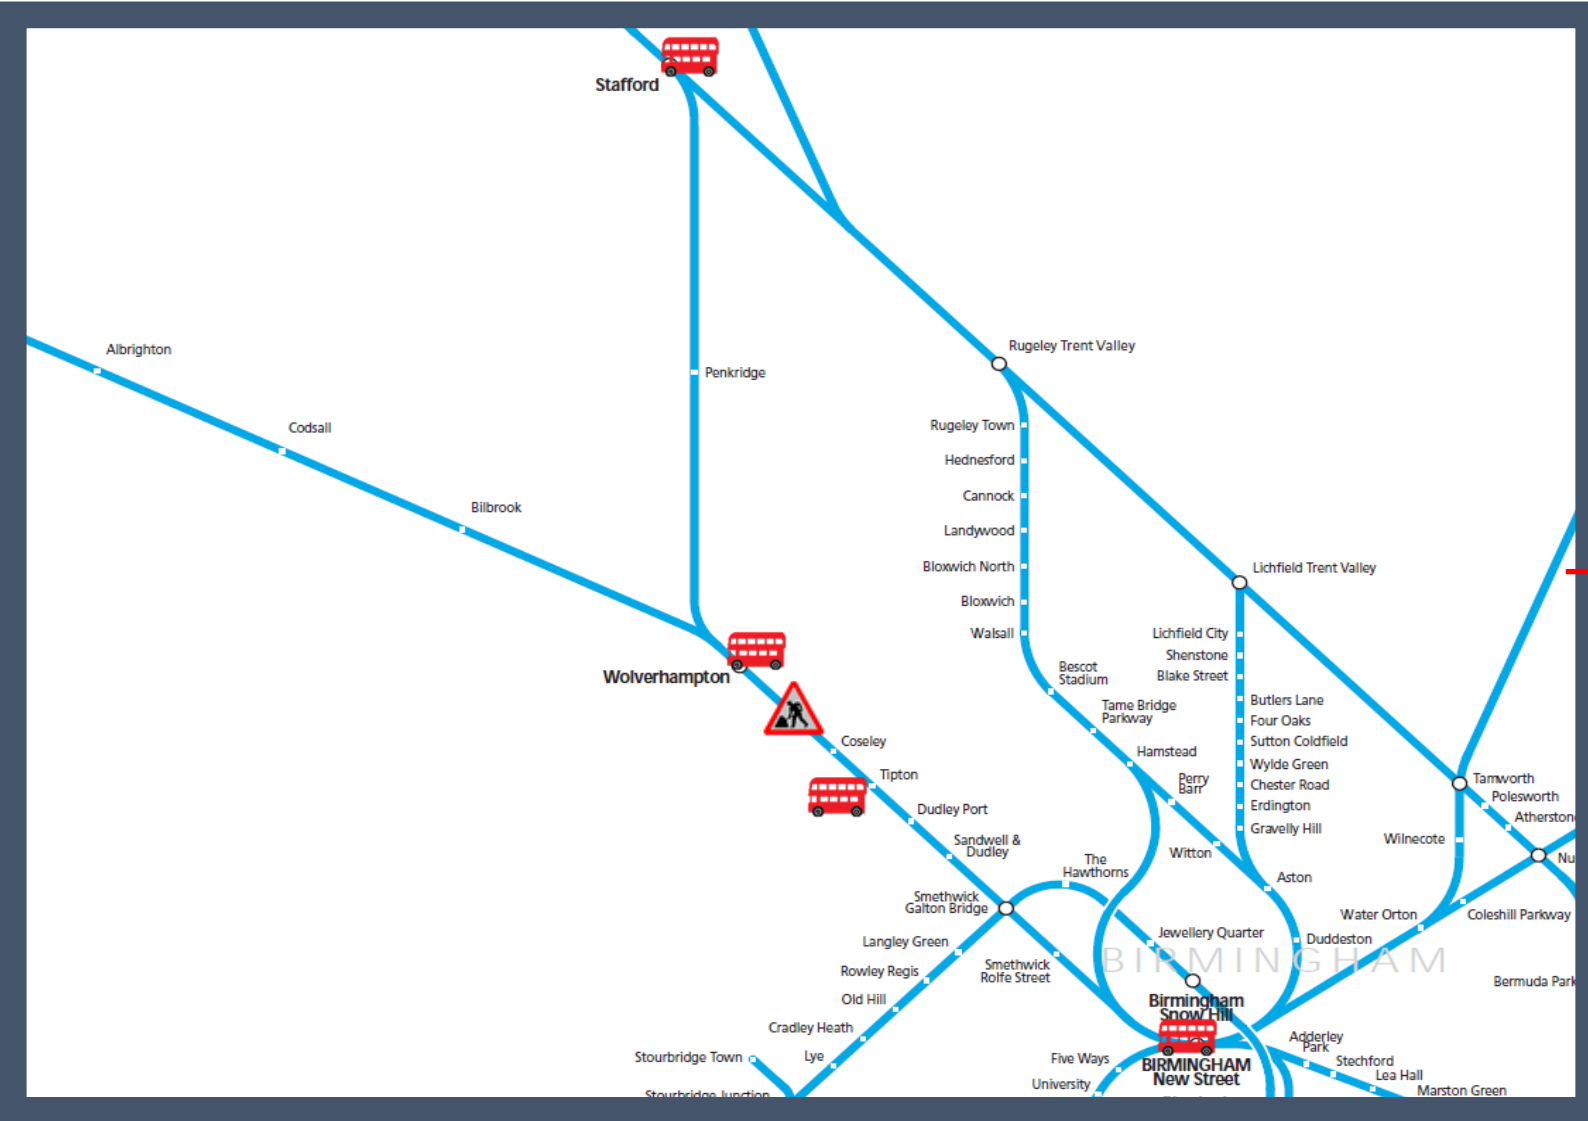 Stafford
Rugeley Trent Valley
Albrighton
Penkridge
Codsall
Rugeley Town
Hednesford
Cannock
Bilbrook
Landywood
Bloxwich North
Lichfield Trent Valley
Bloxwich
Walsall
Lichfield City
Shenstone
Wolverhampton
Bescot
Stadium
Blake Street
Butlers Lane
Tame Bridge
Parkway
Four Oaks
Coseley
Hamstead
Sutton Coldfield
Wylde Green
Tipton
Perry
Barr
Chester Road
Tamworth
Polesworth
Dudley Port
Erdington
Atherston
Gravelly Hill
Sandwell &
Dudley
Witton
Wilnecote
Nu
The
Hawthorns
Aston
Smethwick
Galton Bridge
Water Orton
Coleshill Parkway
Langley Green
Jewellery Quarter
Duddeston
BIRMINGHAM
Smethwick
Rolfe Street
Rowley Regis
Bermuda Park
Old Hill
Birmingham
Snow Hill
Cradley Heath
Adderley
Park
Stourbridge Town
Lye
Five Ways
BIRMINGHAM
New Street
Stechford
Lea Hall
University
Marston Green
Stourbridge Junction